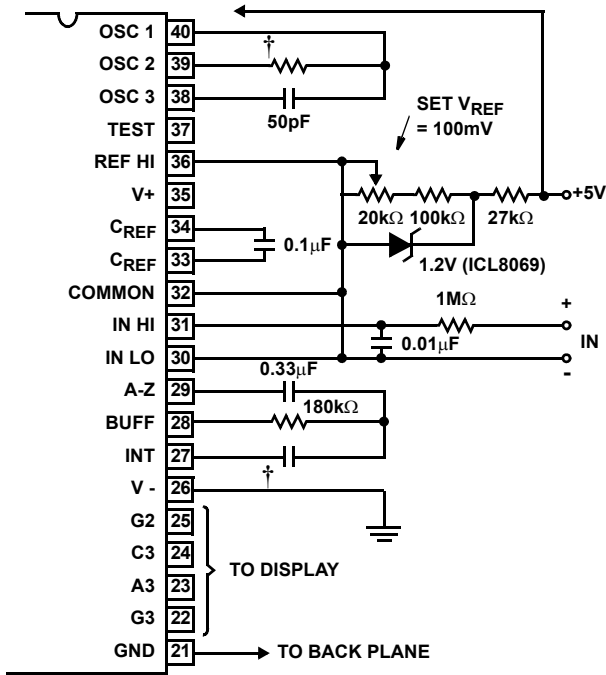 OSC 1 40
OSC 2 39 †
OSC 3 38
50pF
TEST 37
SET VREF
= 100mV
REF HI 36
V+ 35
+5V
20kΩ 100kΩ 27kΩ
CREF 34
0.1µF
CREF 33
1.2V (ICL8069)
COMMON 32
1MΩ
IN HI 31 +
0.01µF IN
IN LO 30 -
0.33µF
A-Z 29
180kΩ
BUFF 28
INT 27
†
V - 26
G2 25
C3 24
TO DISPLAY
A3 23
G3 22
GND 21 TO BACK PLANE